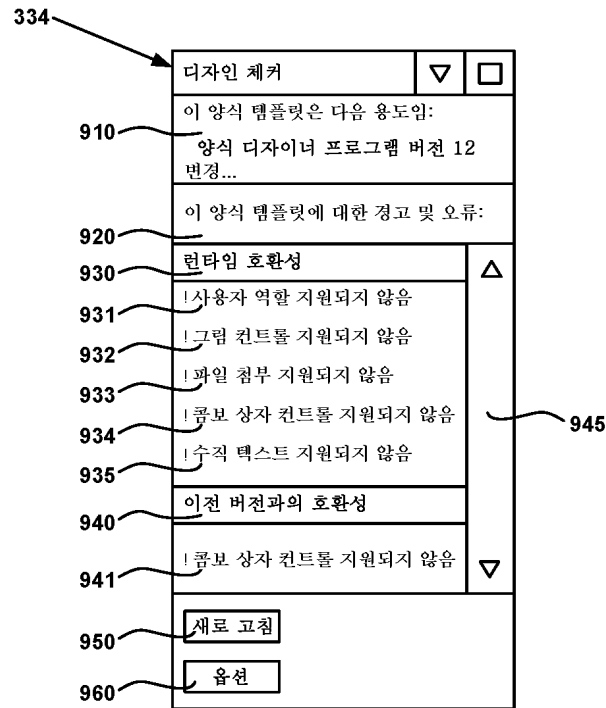 334
디자인 체커
이 양식 템플릿은 다음 용도임:
910
양식 디자이너 프로그램 버전 12
변경...
이 양식 템플릿에 대한 경고 및 오류:
920
런타임 호환성
930
!사용자 역할 지원되지 않음
931
!그림 컨트롤 지원되지 않음
932
!파일 첨부 지원되지 않음
933
!콤보 상자 컨트롤 지원되지 않음
934
945
!수직 텍스트 지원되지 않음
935
이전 버전과의 호환성
940
!콤보 상자 컨트롤 지원되지 않음
941
새로 고침
950
옵션
960